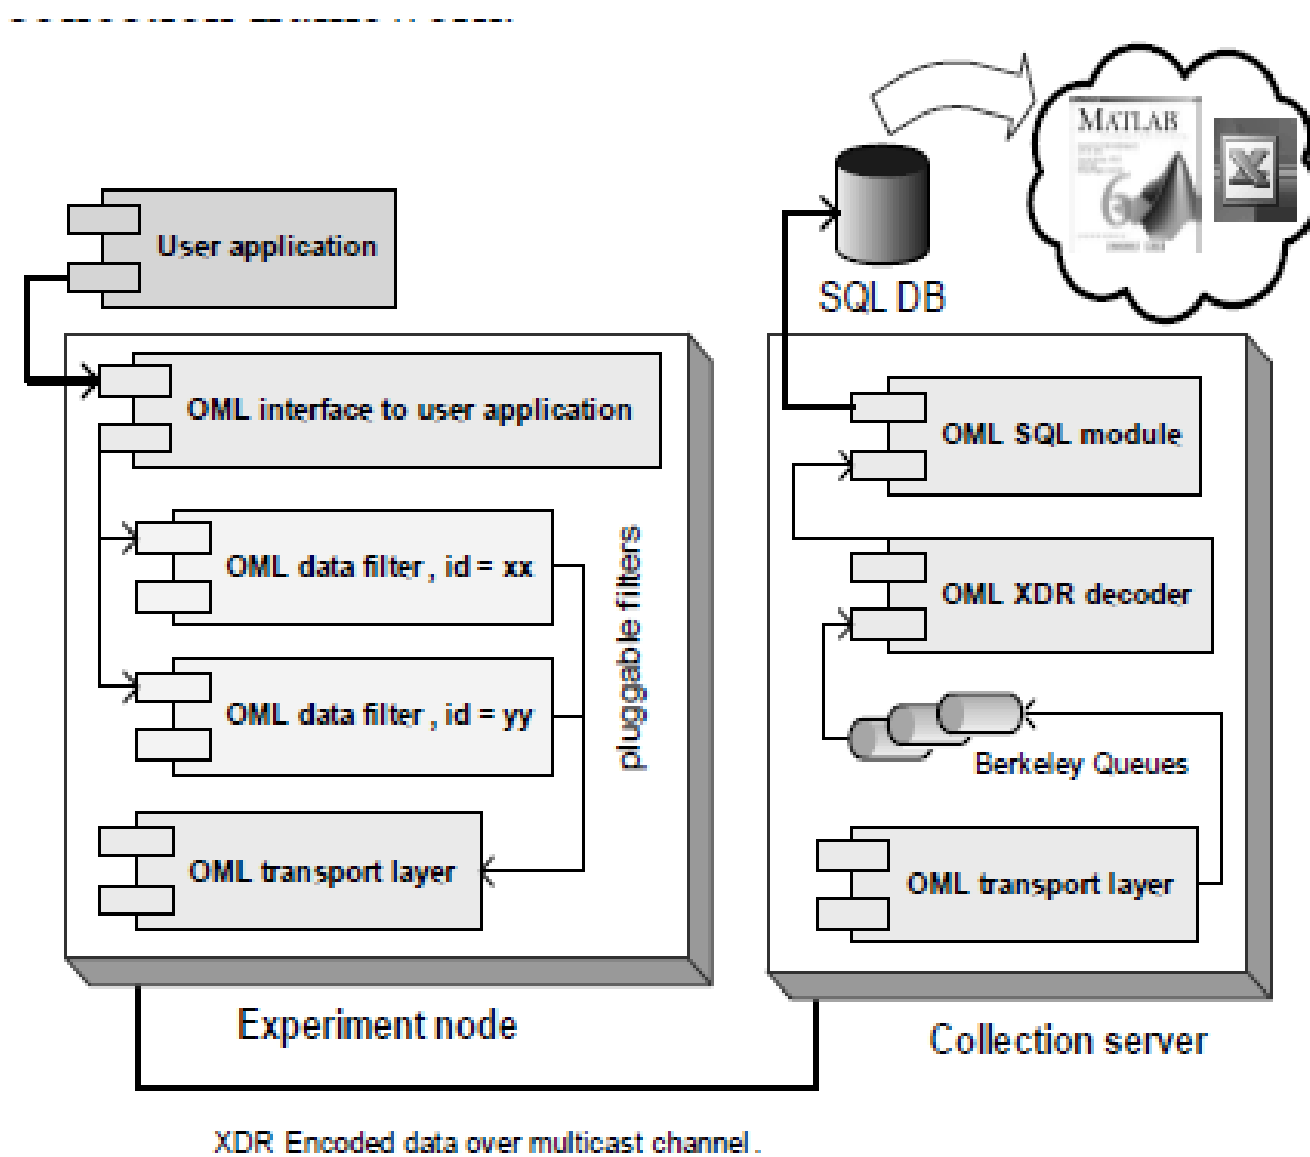 MATLAB
6
User application
SQL DB
OML interface to user application
OML SQL module
OML data filter, id = xx
pluggable filters
OML XDR decoder
OML data filter, id = yy
Berkeley Queues
OML transport layer
OML transport layer
Experiment node
Collection server
XDR Encoded data over multicast channel.